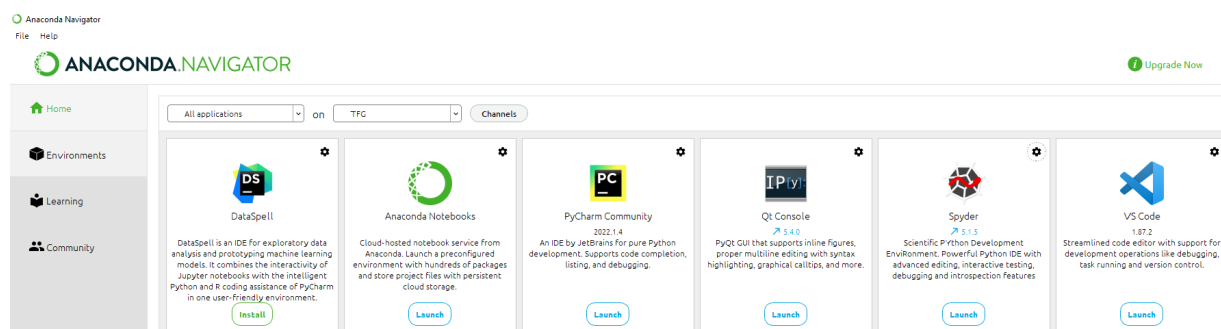 Anaconda Navigator
File Help
ANACONDA.NAVIGATOR
i Upgrade Now
Home
All applications on TFG Channels
Environments
Learning
Community
DS
DataSpell
DataSpell is an IDE for exploratory data
analysis and prototyping machine learning
models. It combines the interactivity of
Jupyter notebooks with the intelligent
Python and R coding assistance of PyCharm
in one user-friendly environment.
Install
Anaconda Notebooks
Cloud-hosted notebook service from
Anaconda. Launch a preconfigured
environment with hundreds of packages
and store project files with persistent
cloud storage.
Launch
PC
PyCharm Community
2022.1.4
An IDE by JetBrains for pure Python
development. Supports code completion,
listing, and debugging.
Launch
IP[y]:
Qt Console
5.4.0
PyQt GUI that supports inline figures,
proper multiline editing with syntax
highlighting, graphical calltips, and more.
Launch
Spyder
5.1.5
Scientific PYthon Development
EnviRonment. Powerful Python IDE with
advanced editing, interactive testing,
debugging and introspection features
Launch
VS Code
1.87.2
Streamlined code editor with support for
development operations like debugging,
task running and version control.
Launch